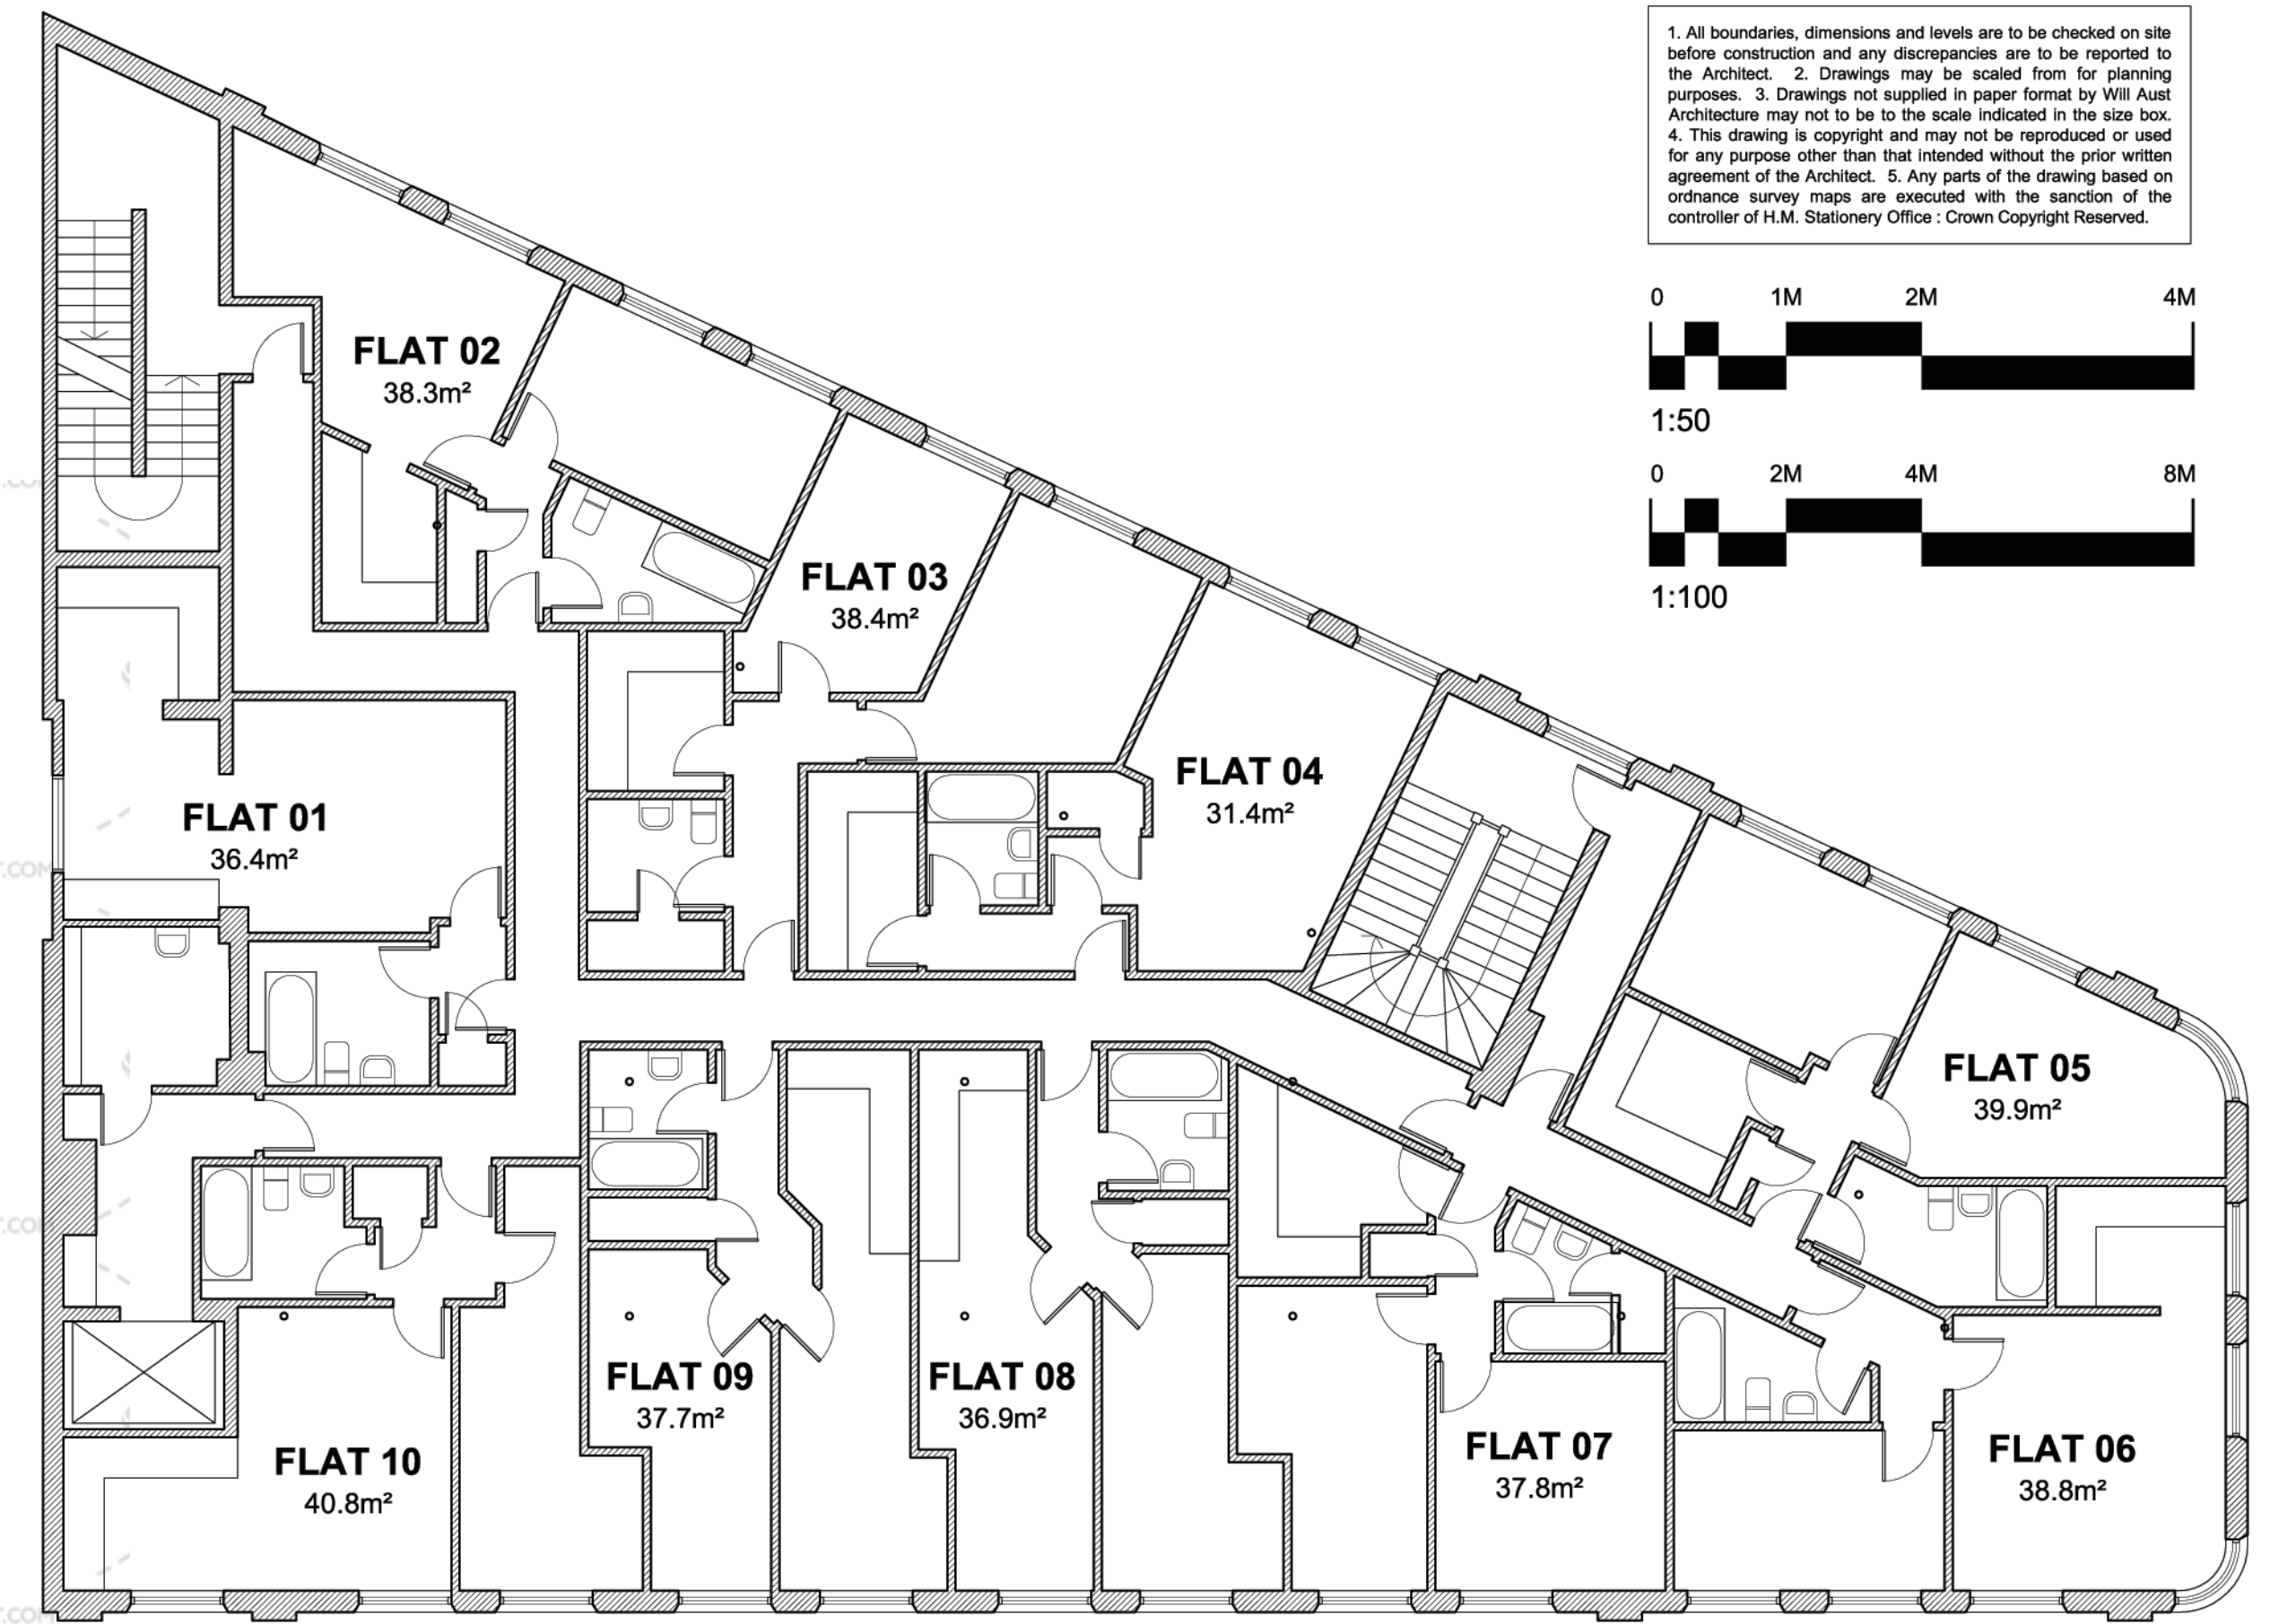 1. All boundaries, dimensions and levels are to be checked on site
before construction and any discrepancies are to be reported to
the Architect. 2. Drawings may be scaled from for planning
purposes. 3. Drawings not supplied in paper format by Will Aust
Architecture may not to be to the scale indicated in the size box.
4. This drawing is copyright and may not be reproduced or used
for any purpose other than that intended without the prior written
agreement of the Architect. 5. Any parts of the drawing based on
ordnance survey maps are executed with the sanction of the
controller of H.M. Stationery Office : Crown Copyright Reserved.
0 1M 2M 4M
1:50
0 2M 4M 8M
1:100
FLAT 02
38.3m²
FLAT 03
38.4m²
FLAT 04
31.4m²
FLAT 01
36.4m²
FLAT 05
39.9m²
FLAT 09
37.7m²
FLAT 08
36.9m²
FLAT 10
40.8m²
FLAT 07
37.8m²
FLAT 06
38.8m²